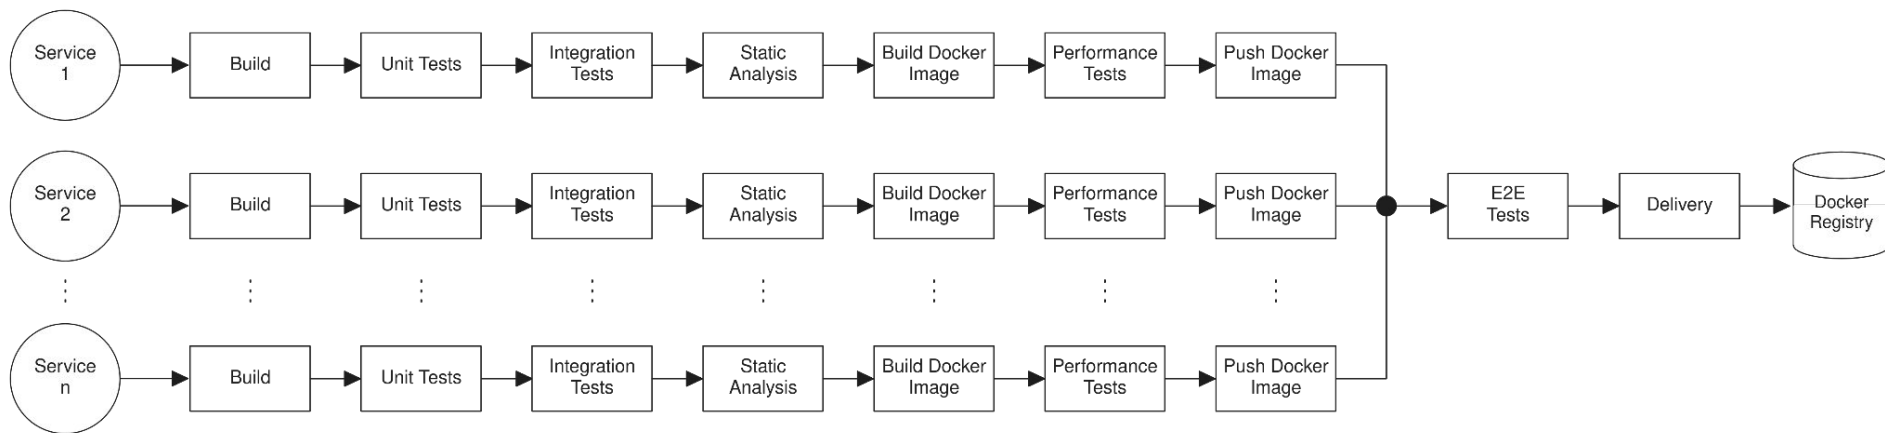 Service
1
Build
Unit Tests
Integration
Tests
Static
Analysis
Build Docker
Image
Performance
Tests
Push Docker
Image
Service
2
Build
Unit Tests
Integration
Tests
Static
Analysis
Build Docker
Image
Performance
Tests
Push Docker
Image
E2E
Tests
Delivery
Docker
Registry
Service
n
Build
Unit Tests
Integration
Tests
Static
Analysis
Build Docker
Image
Performance
Tests
Push Docker
Image